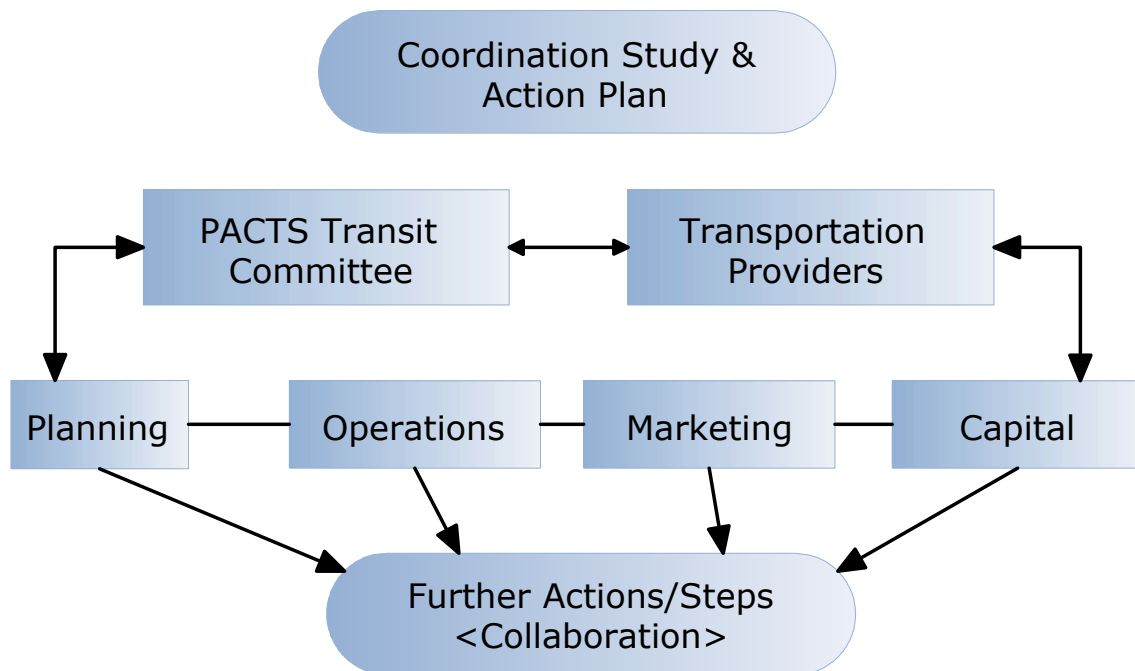 Coordination Study &
Action Plan
PACTS Transit
Committee
Transportation
Providers
Planning
Operations
Marketing
Capital
Further Actions/Steps
<Collaboration>